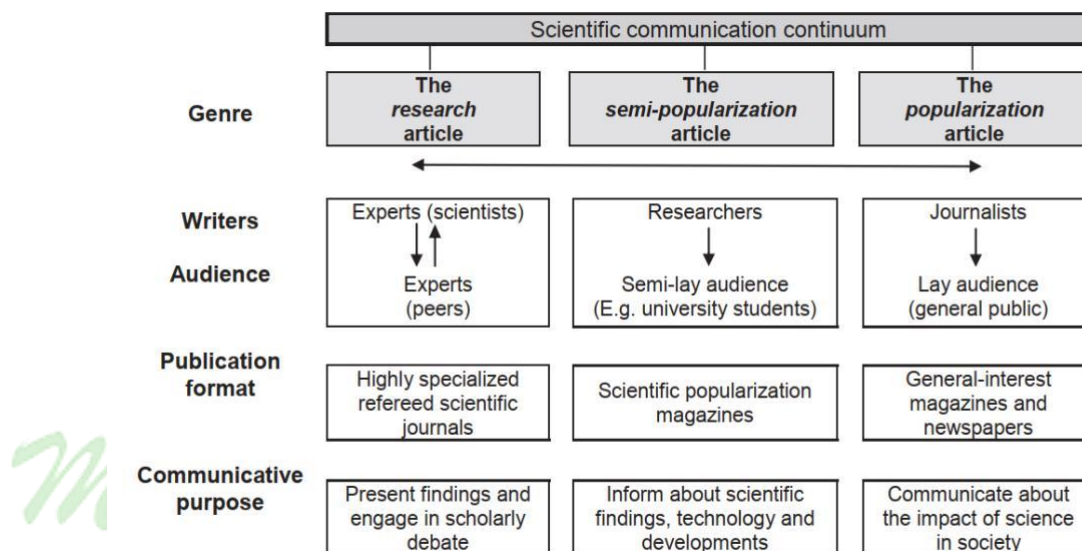 Scientific communication continuum
Genre
The
research
article
The
semi-popularization
article
The
popularization
article
Writers
Experts (scientists)
Researchers
Journalists
Audience
Experts
(peers)
Semi-lay audience
(E.g. university students)
Lay audience
(general public)
Publication
format
Highly specialized
refereed scientific
journals
Scientific popularization
magazines
General-interest
magazines and
newspapers
Communicative
purpose
Present findings and
engage in scholarly
debate
Inform about scientific
findings, technology and
developments
Communicate about
the impact of science
in society